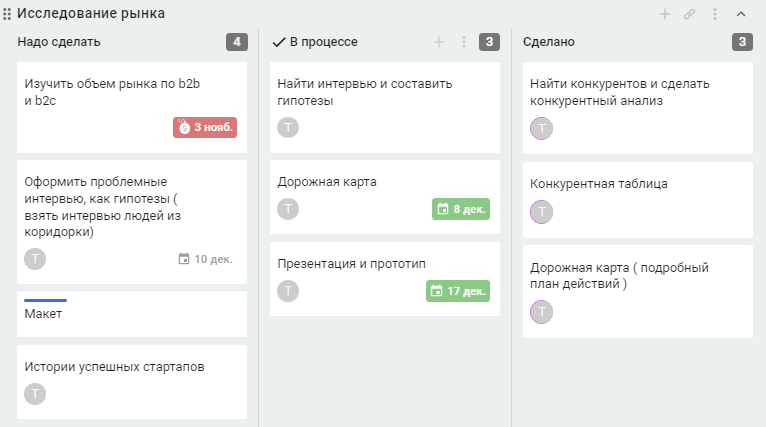 Исследование рынка
Надо сделать 4
Изучить объем рынка по b2b
и b2c
3 нояб.
Оформить проблемные
интервью, как гипотезы (
взять интервью людей из
коридорки)
T
10 дек.
Макет
Истории успешных стартапов
T
В процессе 3
Найти интервью и составить
гипотезы
T
Дорожная карта
T
8 дек.
Презентация и прототип
T
17 дек.
Сделано 3
Найти конкурентов и сделать
конкурентный анализ
T
Конкурентная таблица
T
Дорожная карта ( подробный
план действий )
T